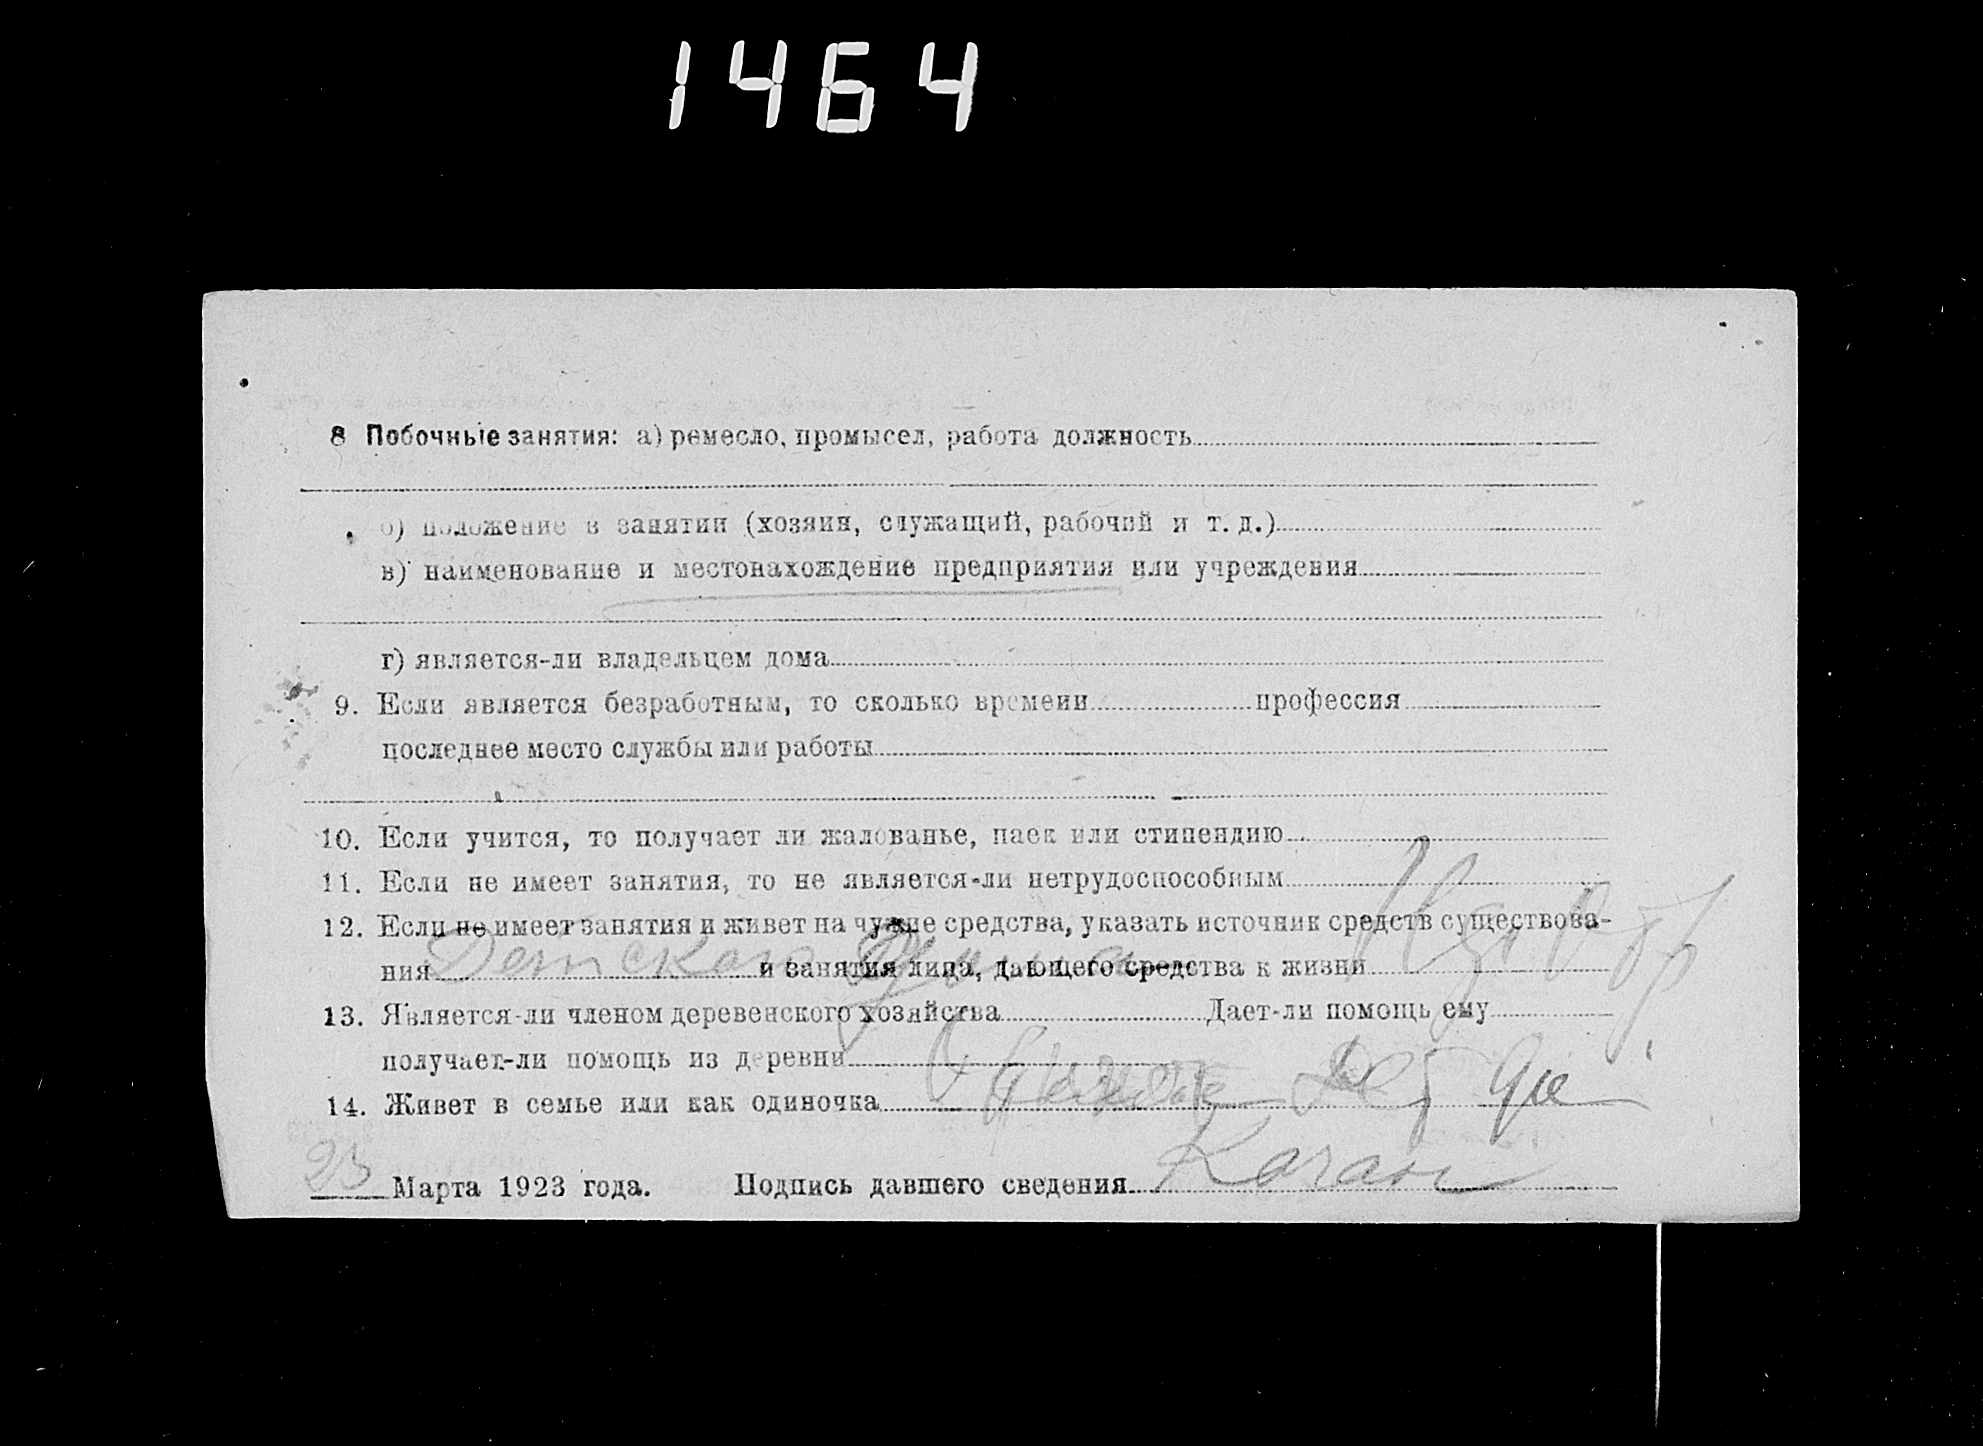 1464
8 Побочные занятия: а) ремесло, промысел, работа должность
б) положение в занятии (хозяин, служащий, рабочий и т. д.)
в) наименование и местонахождение предприятия или учреждения
г) является-ли владельцем дома
9. Если является безработным, то сколько времени профессия
последнее место службы или работы
10. Если учится, то получает ли жалованье, паек или стипендию
11. Если не имеет занятия, то не является-ли нетрудоспособным
12. Если не имеет занятия и живет на чужие средства, указать источник средств существова-
ния Детском и занятия лица, дающего средства к жизни
13. Является-ли членом деревенского хозяйства Дает-ли помощь ему
получает-ли помощь из деревни
14. Живет в семье или как одиночка
23 Марта 1923 года. Подпись давшего сведения Каган